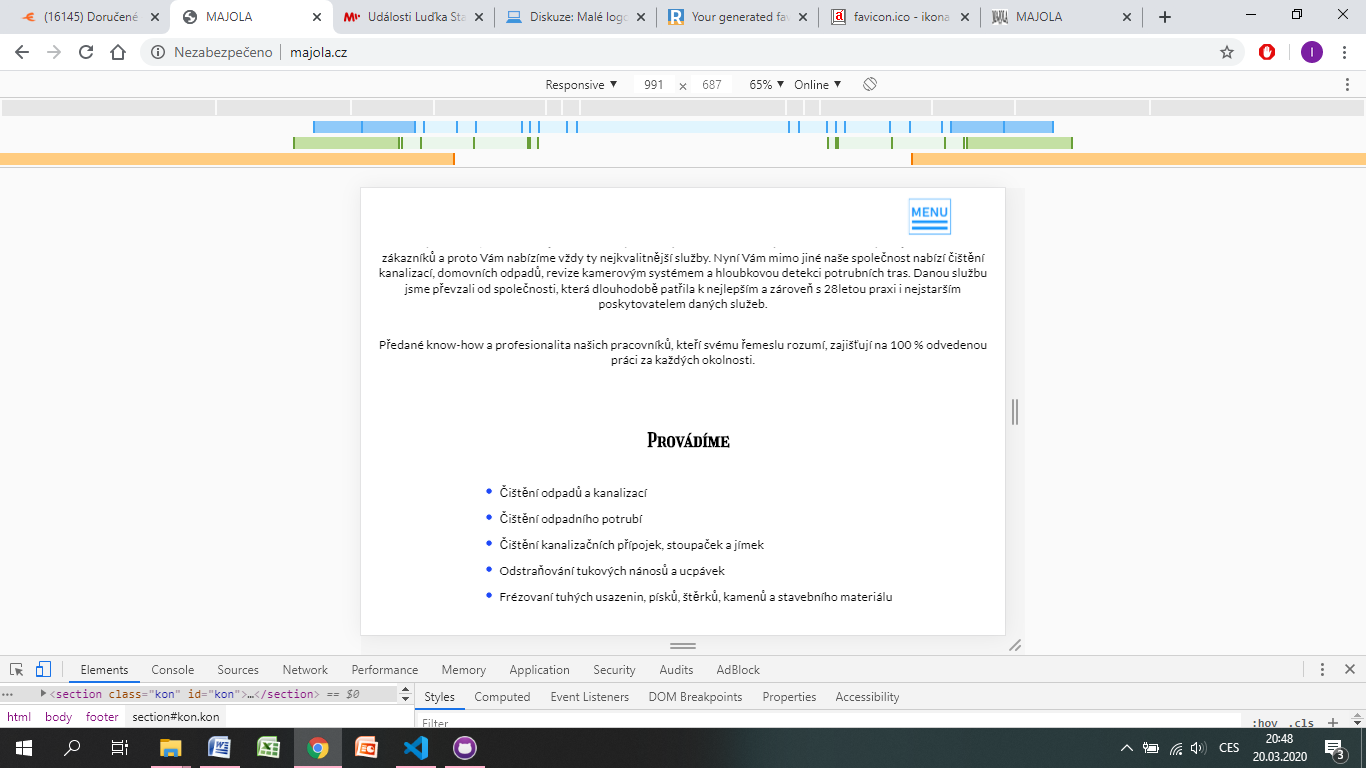 (16145) Doručené
MAJOLA
Události Luďka Sta
Diskuze: Malé logo
Your generated fav
favicon.ico - ikona
MAJOLA
Nezabezpečeno
majola.cz
Responsive
991 × 687
65%
Online
MENU
zákazníků a proto Vám nabízíme vždy ty nejkvalitnější služby. Nyní Vám mimo jiné naše společnost nabízí čištění
kanalizací, domovních odpadů, revize kamerovým systémem a hloubkovou detekci potrubních tras. Danou službu
jsme převzali od společnosti, která dlouhodobě patřila k nejlepším a zároveň s 28letou praxi i nejstarším
poskytovatelem daných služeb.
Předané know-how a profesionalita našich pracovníků, kteří svému řemeslu rozumí, zajišťují na 100 % odvedenou
práci za každých okolnosti.
Provádíme
Čištění odpadů a kanalizací
Čištění odpadního potrubí
Čištění kanalizačních přípojek, stoupaček a jímek
Odstraňování tukových nánosů a ucpávek
Frézovaní tuhých usazenin, písků, štěrků, kamenů a stavebního materiálu
Elements Console Sources Network Performance Memory Application Security Audits AdBlock
<section class="kon" id="kon">…</section> == $0
Styles Computed Event Listeners DOM Breakpoints Properties Accessibility
html body footer section#kon.kon
Filter
:hov .cls +
CES
20:48
20.03.2020
3